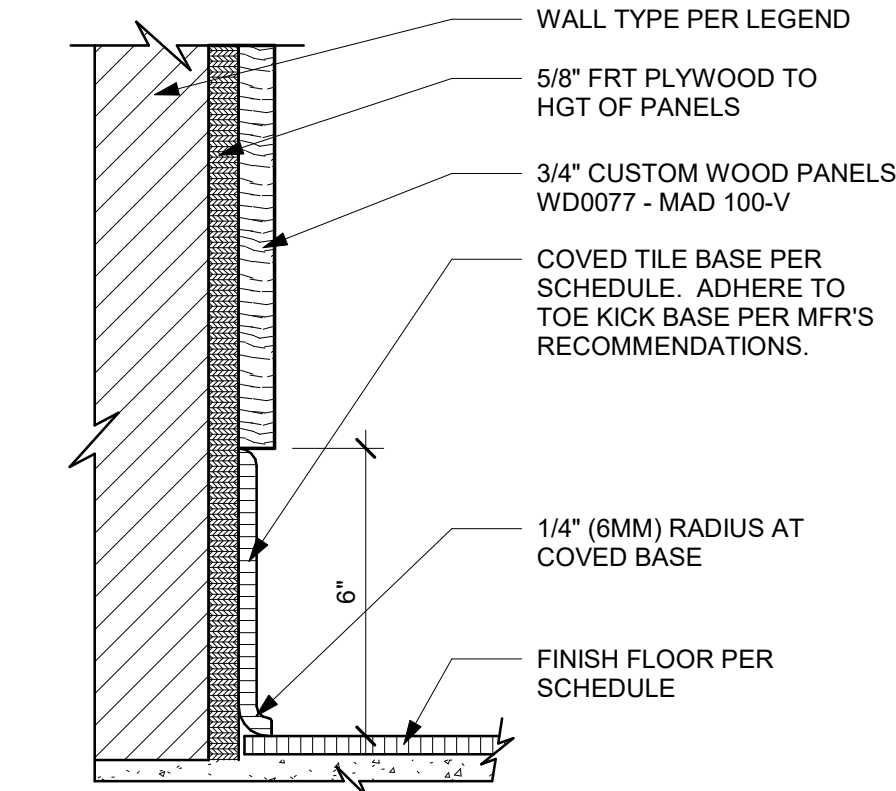 WALL TYPE PER LEGEND
5/8" FRT PLYWOOD TO
HGT OF PANELS
3/4" CUSTOM WOOD PANELS
WD0077 - MAD 100-V
COVED TILE BASE PER
SCHEDULE.  ADHERE TO
TOE KICK BASE PER MFR'S
RECOMMENDATIONS.
1/4" (6MM) RADIUS AT
COVED BASE
6"
FINISH FLOOR PER
SCHEDULE